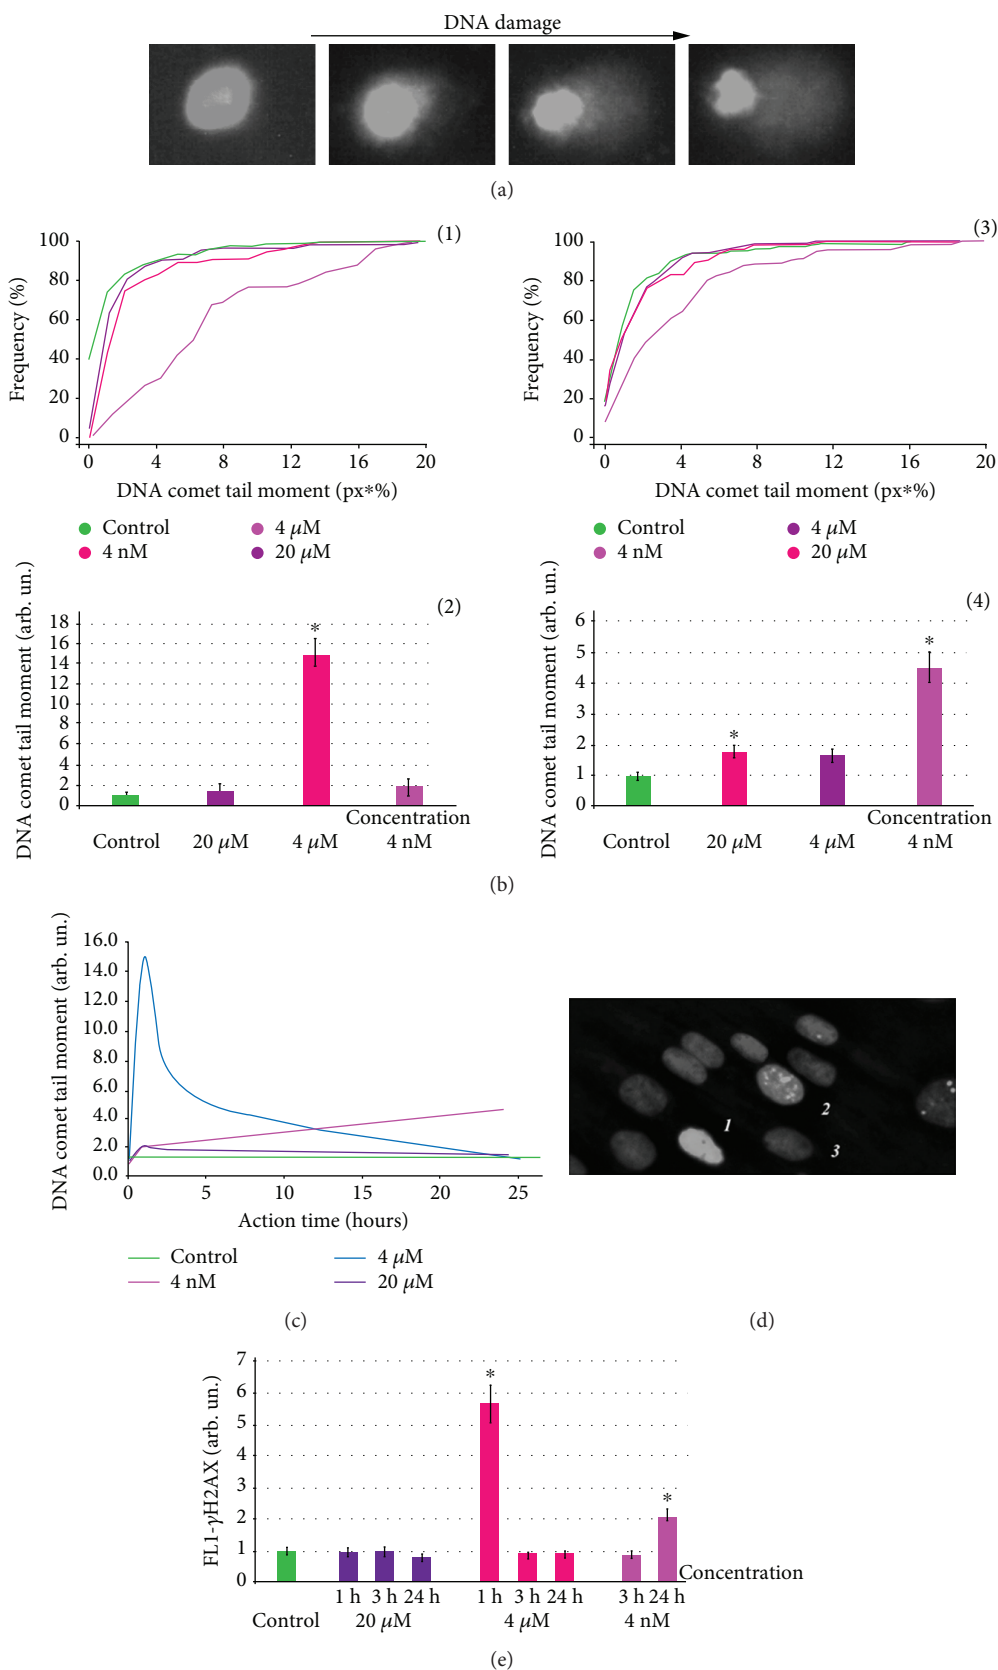 DNA damage
(a)
(1)
Frequency (%)
100
80
60
40
20
0
0 4 8 12 16 20
DNA comet tail moment (px*%)
Control
4 nM
4 μM
20 μM
(3)
Frequency (%)
100
80
60
40
20
0
0 4 8 12 16 20
DNA comet tail moment (px*%)
Control
4 nM
4 μM
20 μM
(2)
DNA comet tail moment (arb. un.)
18
16
14
12
10
8
6
4
2
0
*
Concentration
Control 20 μM 4 μM 4 nM
(4)
DNA comet tail moment (arb. un.)
6
5
4
3
2
1
0
*
*
Concentration
Control 20 μM 4 μM 4 nM
(b)
DNA comet tail moment (arb. un.)
16.0
14.0
12.0
10.0
8.0
6.0
4.0
2.0
0.0
0 5 10 15 20 25
Action time (hours)
Control
4 nM
4 μM
20 μM
(c)
1
2
3
(d)
FL1-γH2AX (arb. un.)
7
6
5
4
3
2
1
0
*
*
Concentration
1 h 3 h 24 h 1 h 3 h 24 h 3 h 24 h
Control 20 μM 4 μM 4 nM
(e)